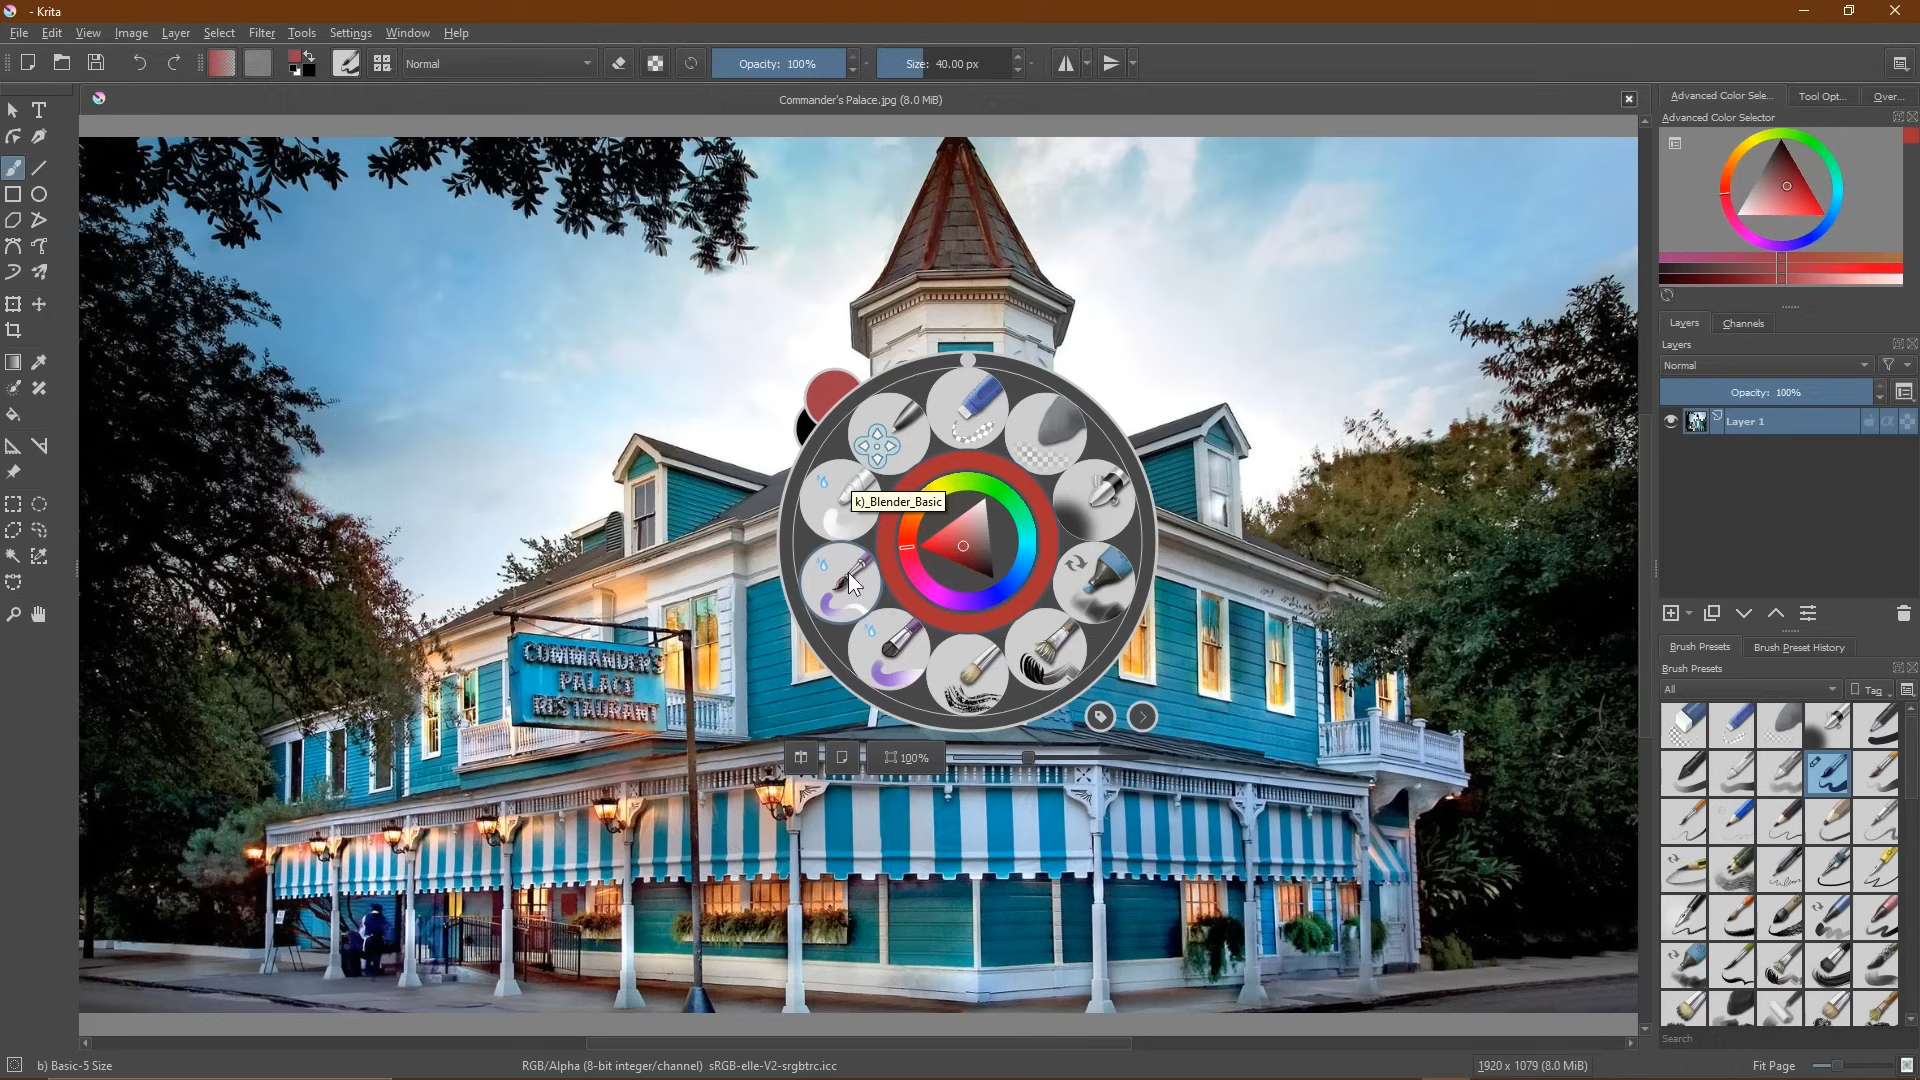 - Krita
File Edit View Image Layer Select Filter Tools Settings Window Help
Normal Opacity: 100% Size: 40.00 px
Commander's Palace.jpg (8.0 MiB)
Advanced Color Sele... Tool Opt... Over...
Advanced Color Selector
Layers Channels
Layers
Normal
Opacity: 100%
Layer 1
k)_Blender_Basic
COMMANDER'S
PALACE
RESTAURANT
100%
Brush Presets Brush Preset History
Brush Presets
All Tag
Search
b) Basic-5 Size
RGB/Alpha (8-bit integer/channel) sRGB-elle-V2-srgbtrc.icc
1920 x 1079 (8.0 MiB)
Fit Page